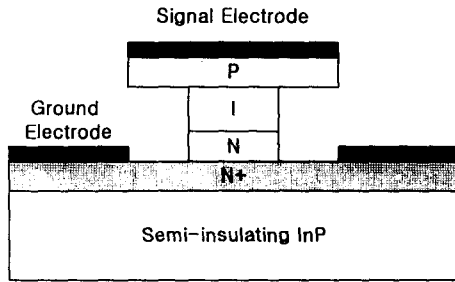 Signal Electrode
P
Ground
Electrode
I
N
N+
Semi-insulating InP